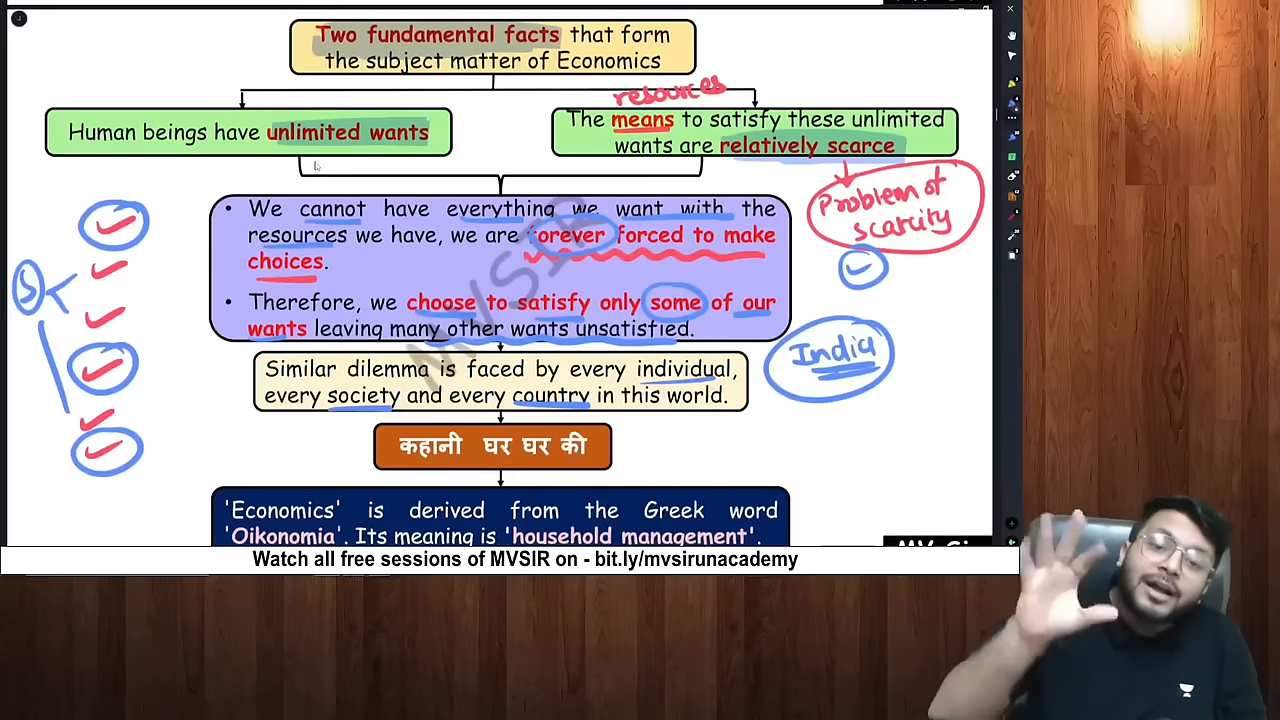 Two fundamental facts that form
the subject matter of Economics
resources
Human beings have unlimited wants
The means to satisfy these unlimited
wants are relatively scarce
Problem of
scarcity
• We cannot have everything we want with the
resources we have, we are forever forced to make
choices.
• Therefore, we choose to satisfy only some of our
wants leaving many other wants unsatisfied.
MVSIR
India
Similar dilemma is faced by every individual,
every society and every country in this world.
कहानी घर घर की
'Economics' is derived from the Greek word
'Oikonomia'. Its meaning is 'household management'.
Watch all free sessions of MVSIR on - bit.ly/mvsirunacademy